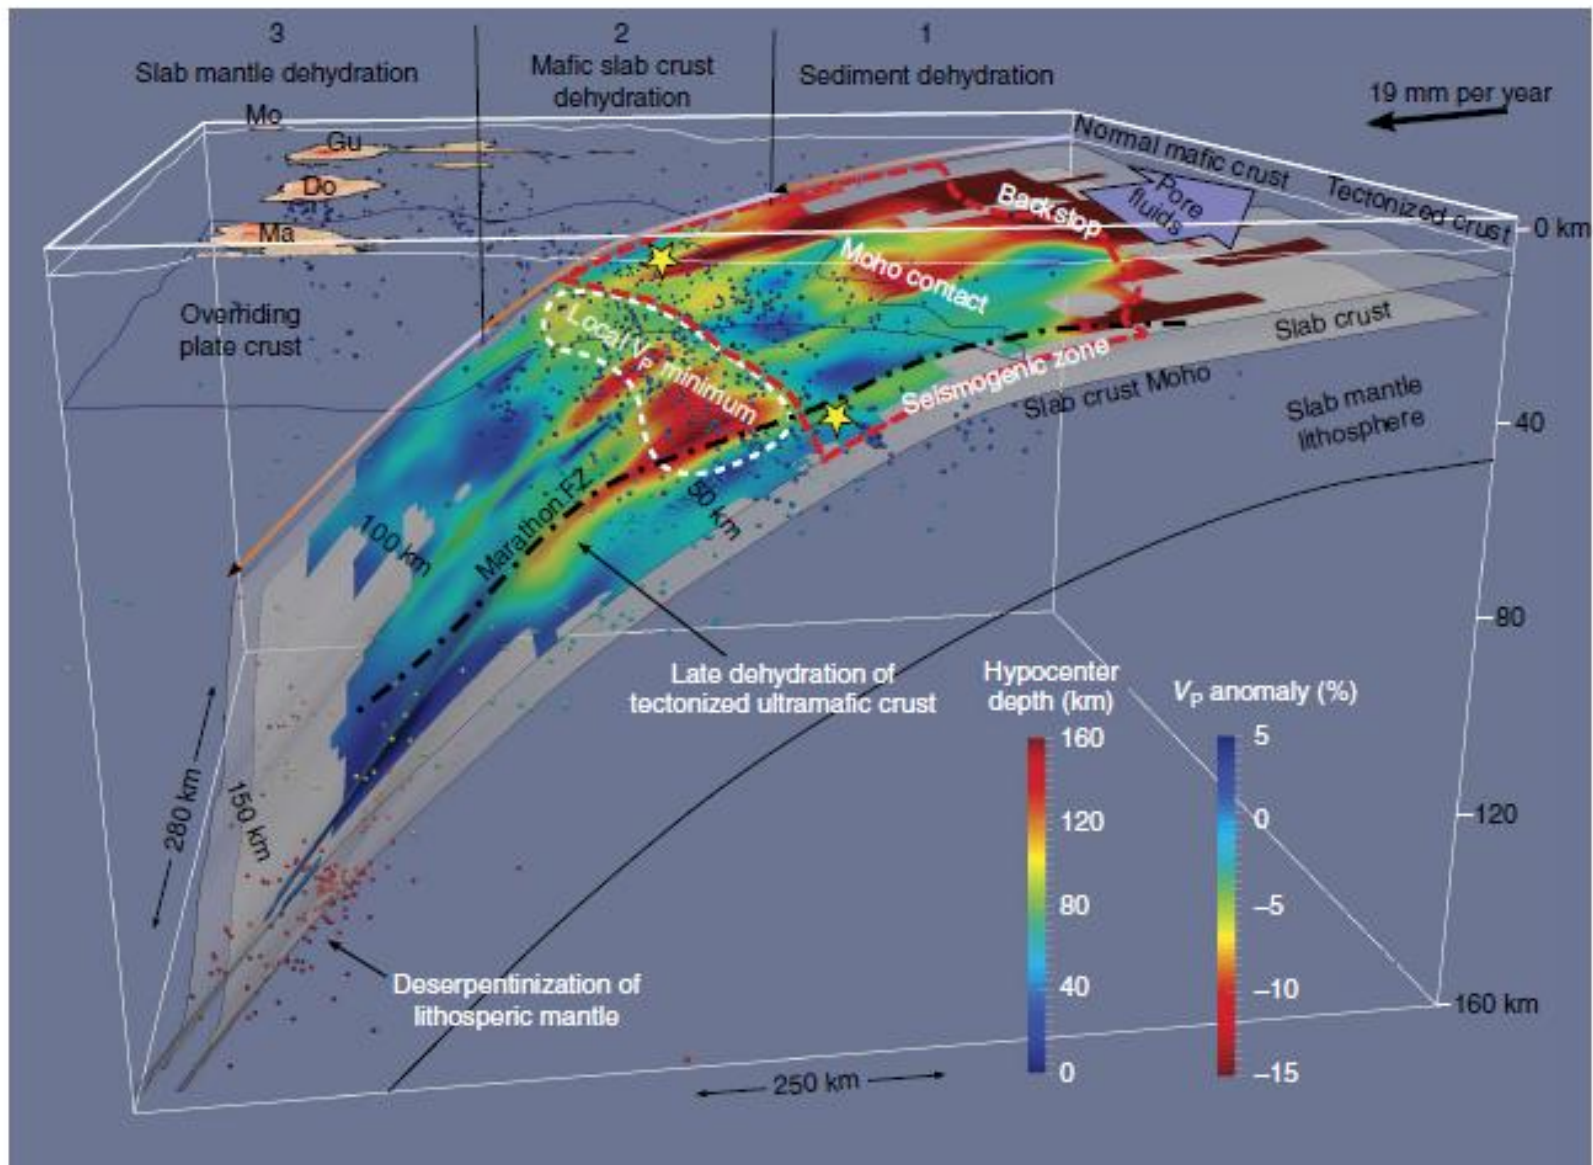 3
Slab mantle dehydration
2
Mafic slab crust
dehydration
1
Sediment dehydration
19 mm per year
Mo
Gu
Do
Ma
Normal mafic crust
Tectonized crust
Pore
fluids
Backstop
Moho contact
0 km
Overriding
plate crust
Local VP minimum
Slab crust
Seismogenic zone
Slab crust Moho
Slab mantle
lithosphere
40
50 km
Marathon FZ
100 km
80
Late dehydration of
tectonized ultramafic crust
Hypocenter
depth (km)
VP anomaly (%)
160
5
120
0
120
80
–5
40
–10
0
–15
280 km
150 km
Deserpentinization of
lithosperic mantle
160 km
250 km